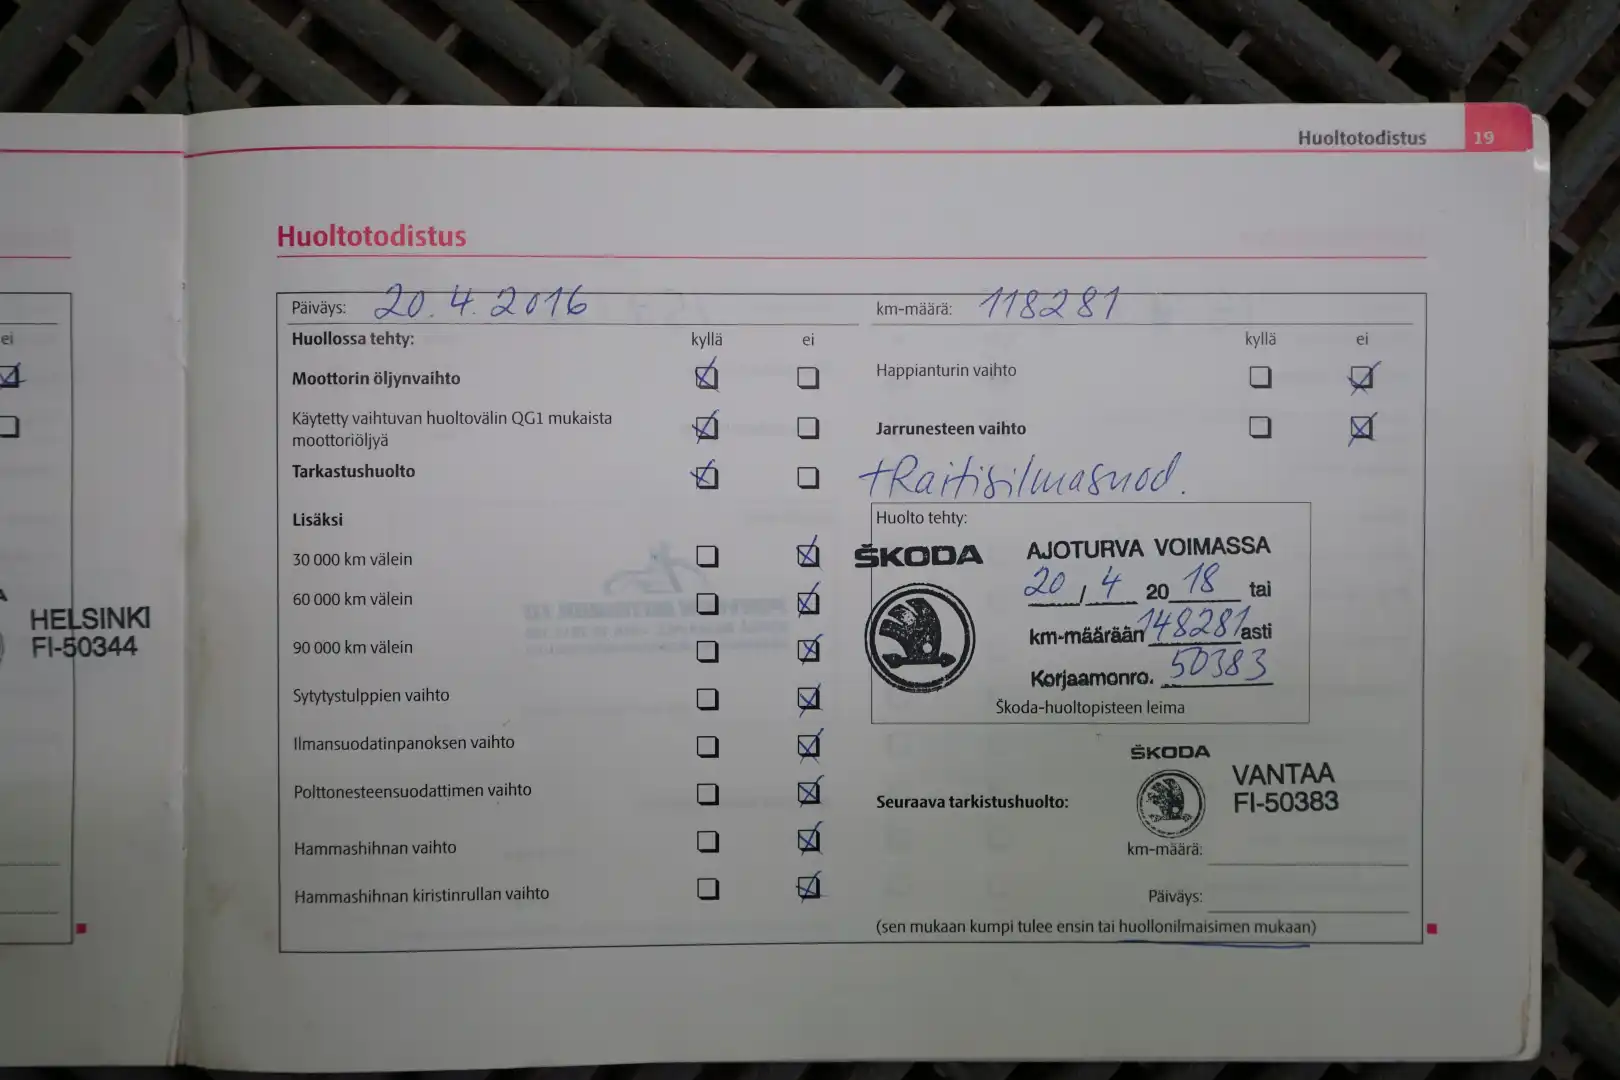 Huoltotodistus 19
ei
HELSINKI
FI-50344
Huoltotodistus
Päiväys: 20.4.2016
km-määrä: 118281
Huollossa tehty: kyllä ei
Moottorin öljynvaihto
Käytetty vaihtuvan huoltovälin QG1 mukaista
moottoriöljyä
Tarkastushuolto
Lisäksi
30 000 km välein
60 000 km välein
90 000 km välein
Sytytystulppien vaihto
Ilmansuodatinpanoksen vaihto
Polttonesteensuodattimen vaihto
Hammashihnan vaihto
Hammashihnan kiristinrullan vaihto
kyllä ei
Happianturin vaihto
Jarrunesteen vaihto
+Raitisilmasuod.
Huolto tehty:
ŠKODA
AJOTURVA VOIMASSA
20 / 4 20 18 tai
km-määrään 148281 asti
Korjaamonro. 50383
Škoda-huoltopisteen leima
ŠKODA
VANTAA
FI-50383
Seuraava tarkistushuolto:
km-määrä:
Päiväys:
(sen mukaan kumpi tulee ensin tai huollonilmaisimen mukaan)